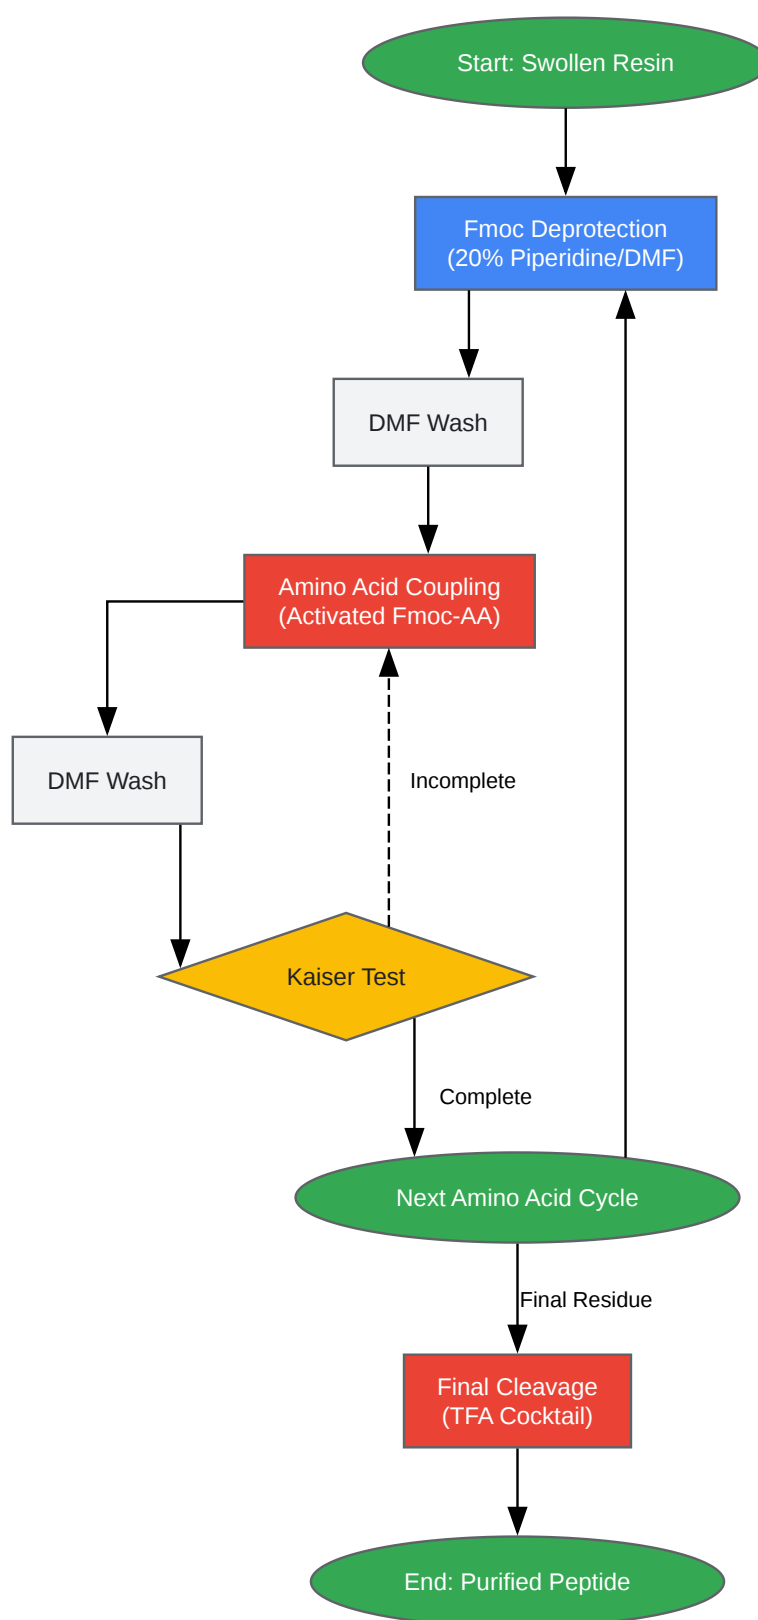 Start: Swollen Resin
Fmoc Deprotection
(20% Piperidine/DMF)
DMF Wash
Amino Acid Coupling
(Activated Fmoc-AA)
DMF Wash
Incomplete
Kaiser Test
Complete
Next Amino Acid Cycle
Final Residue
Final Cleavage
(TFA Cocktail)
End: Purified Peptide